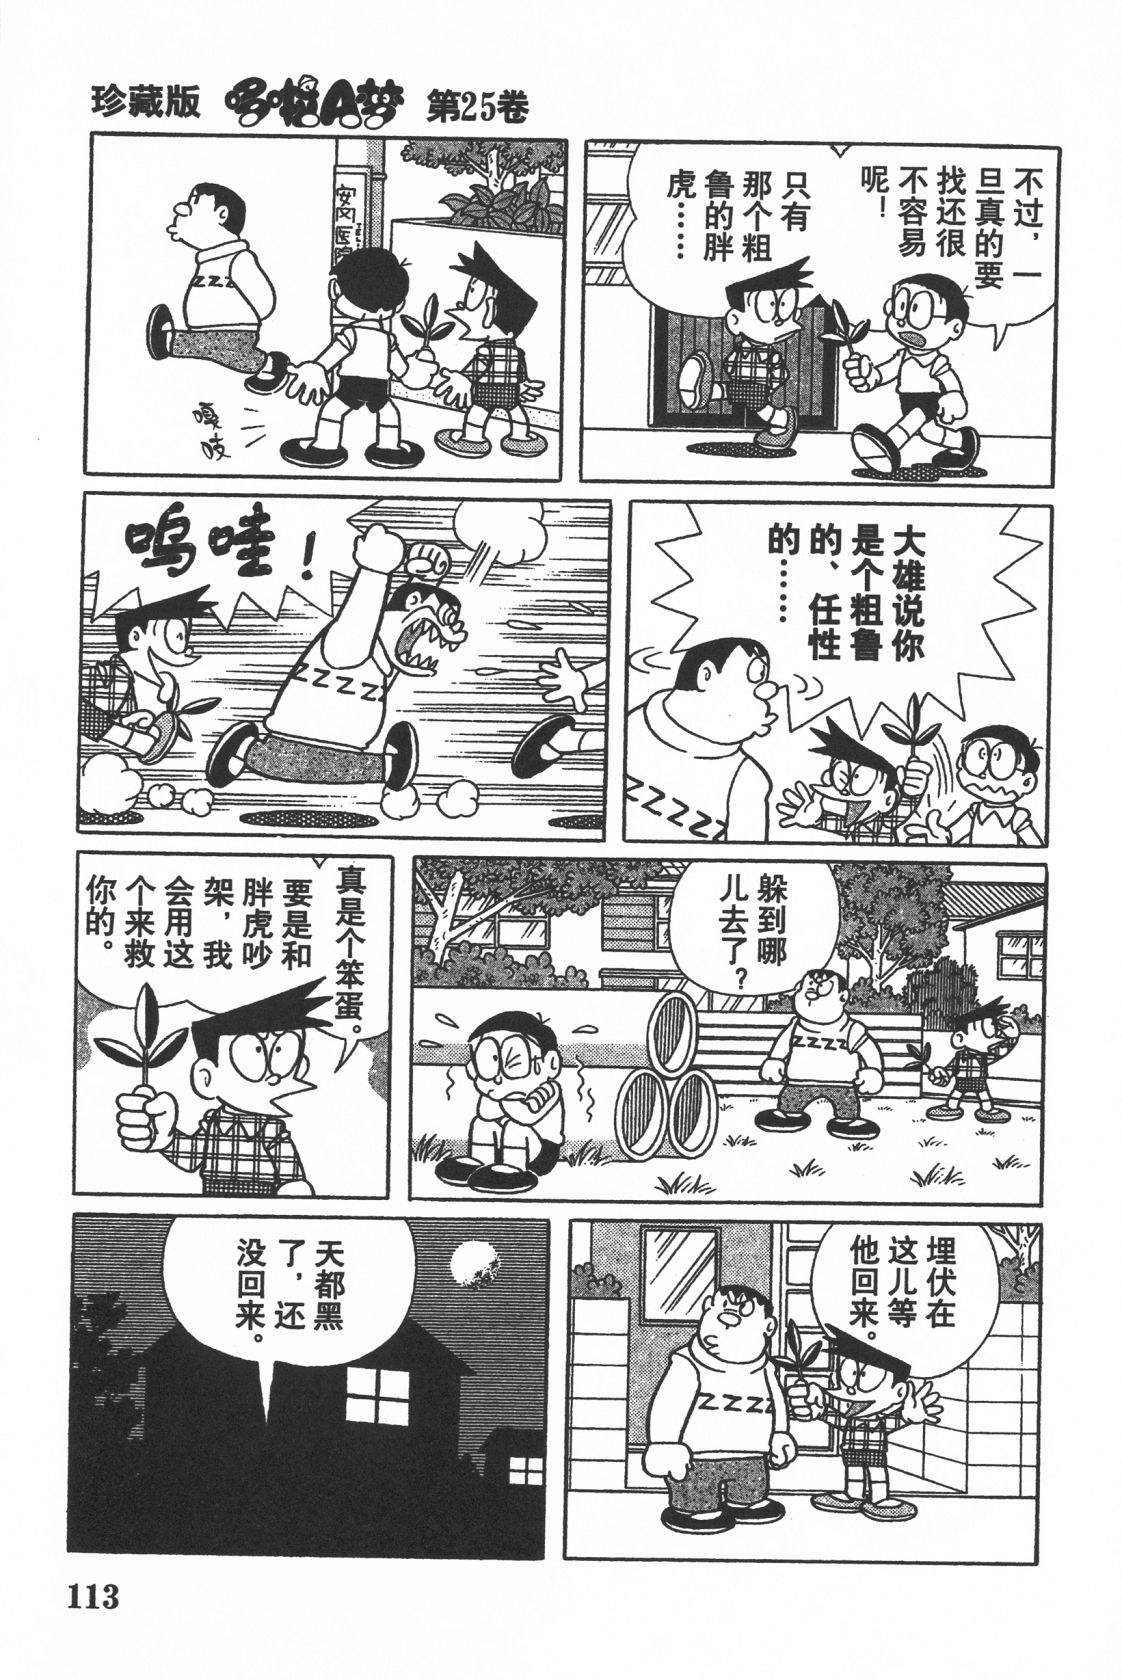 珍藏版 哆啦A梦 第25卷
不过，一
旦真的要
找还很
不容易
呢！
只有
那个粗
鲁的胖
虎……
安冈医院
嘎
吱
大雄说你
是个粗鲁
的、任性
的……
呜哇！
ZZZZ
真是个笨蛋。
要是和
胖虎吵
架，我
会用这
个来救
你的。
躲到哪
儿去了？
埋伏在
这儿等
他回来。
天都黑
了，还
没回来。
113